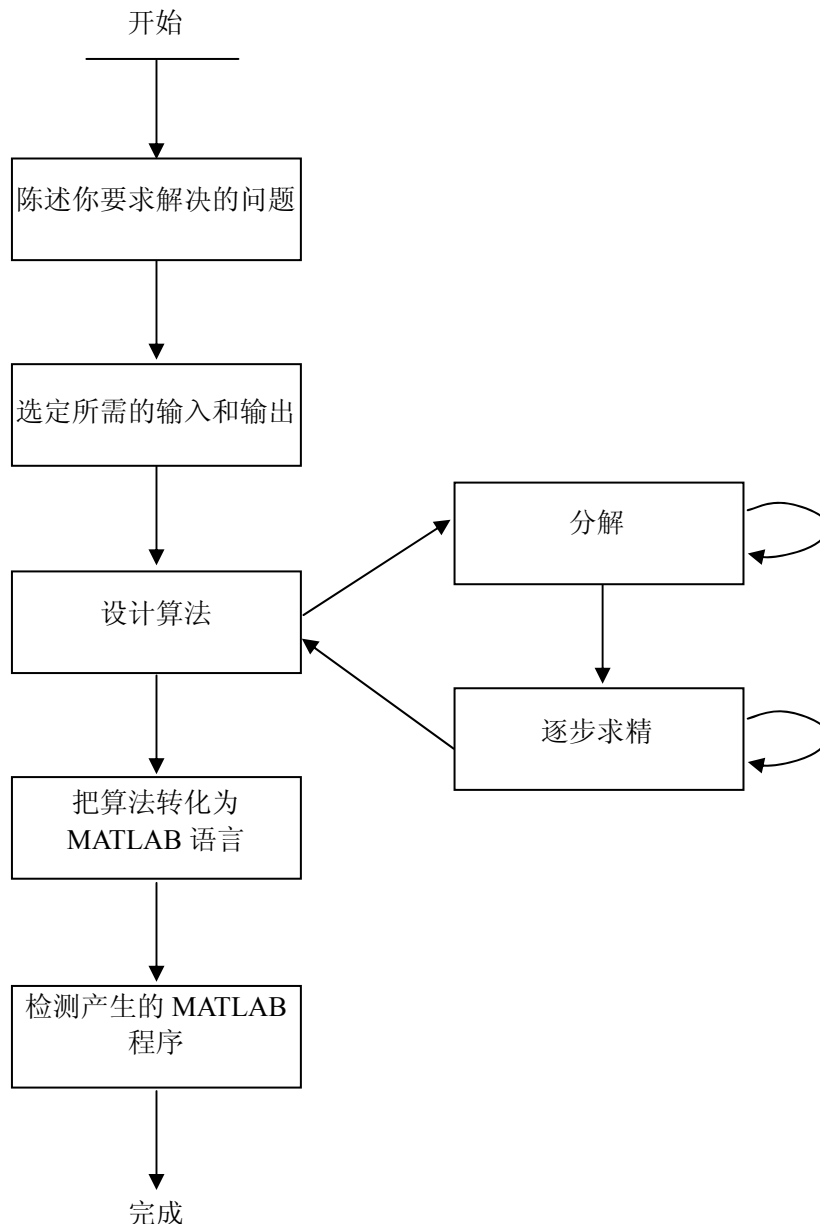 开始
陈述你要求解决的问题
选定所需的输入和输出
分解
设计算法
逐步求精
把算法转化为
MATLAB 语言
检测产生的 MATLAB
程序
完成